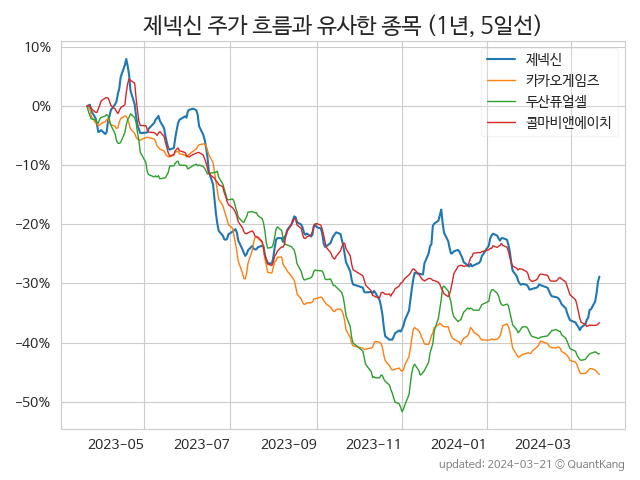 제넥신 주가 흐름과 유사한 종목 (1년, 5일선)
제넥신
카카오게임즈
두산퓨얼셀
콜마비앤에이치
10%
0%
−10%
−20%
−30%
−40%
−50%
2023−05
2023−07
2023−09
2023−11
2024−01
2024−03
updated: 2024-03-21 © QuantKang